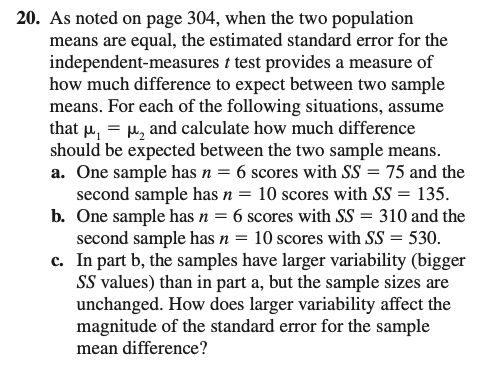 20. As noted on page 304, when the two population
means are equal, the estimated standard error for the
independent-measures t test provides a measure of
how much difference to expect between two sample
means. For each of the following situations, assume
that μ₁ = μ₂ and calculate how much difference
should be expected between the two sample means.
a. One sample has n = 6 scores with SS = 75 and the
second sample has n = 10 scores with SS = 135.
b. One sample has n = 6 scores with SS = 310 and the
second sample has n = 10 scores with SS = 530.
c. In part b, the samples have larger variability (bigger
SS values) than in part a, but the sample sizes are
unchanged. How does larger variability affect the
magnitude of the standard error for the sample
mean difference?